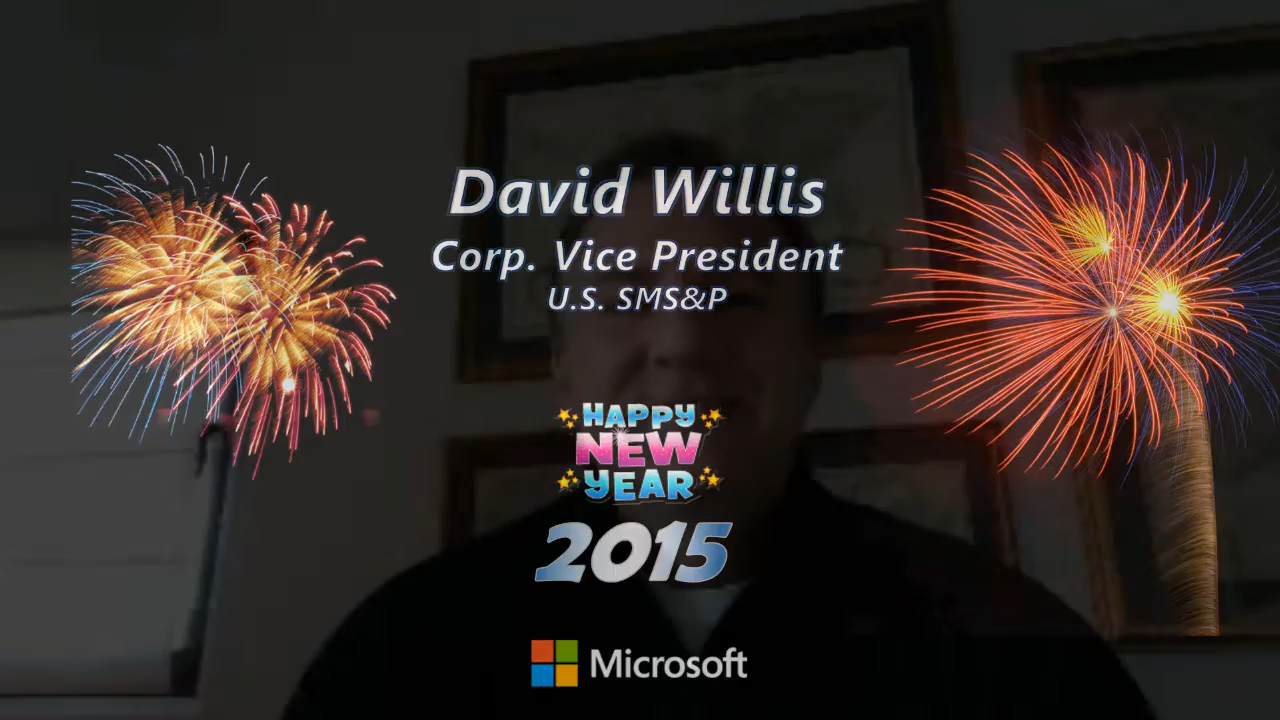 David Willis
Corp. Vice President
U.S. SMS&P
HAPPY
NEW
YEAR
2015
Microsoft